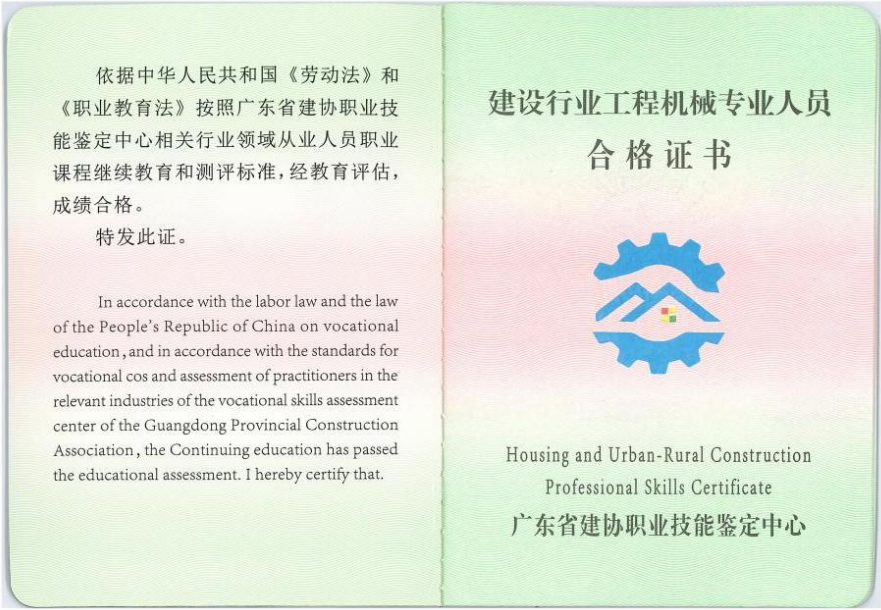 依据中华人民共和国《劳动法》和
《职业教育法》按照广东省建协职业技
能鉴定中心相关行业领域从业人员职业
课程继续教育和测评标准，经教育评估，
成绩合格。
特发此证。
In accordance with the labor law and the law
of the People's Republic of China on vocational
education,and in accordance with the standards for
vocational cos and assessment of practitioners in the
relevant industries of the vocational skills assessment
center of the Guangdong Provincial Construction
Association, the Continuing education has passed
the educational assessment. I hereby certify that.
建设行业工程机械专业人员
合格证书
Housing and Urban-Rural Construction
Professional Skills Certificate
广东省建协职业技能鉴定中心